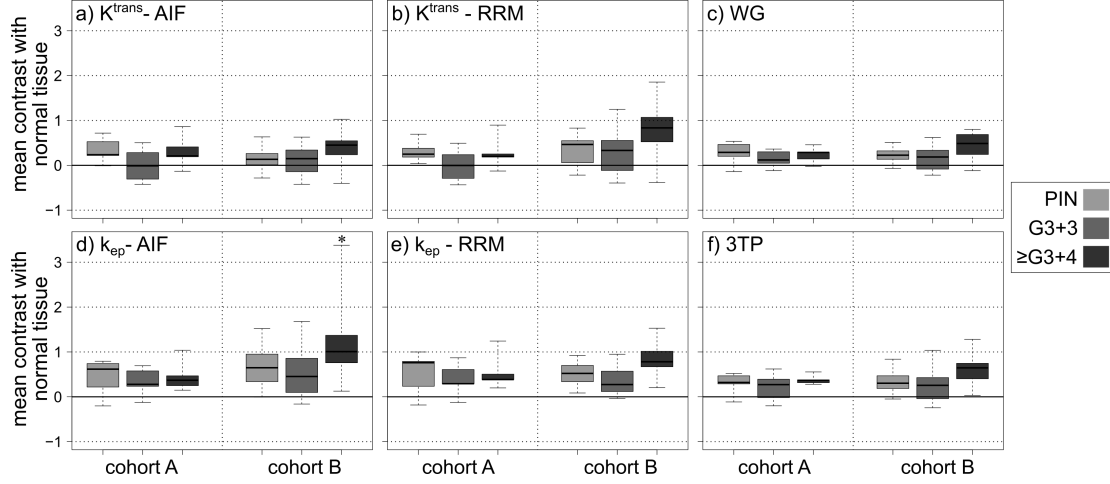 a) K^trans - AIF
b) K^trans - RRM
c) WG
mean contrast with
normal tissue
3
2
1
0
−1
PIN
G3+3
≥G3+4
d) k_ep - AIF
*
e) k_ep - RRM
f) 3TP
mean contrast with
normal tissue
3
2
1
0
−1
cohort A
cohort B
cohort A
cohort B
cohort A
cohort B